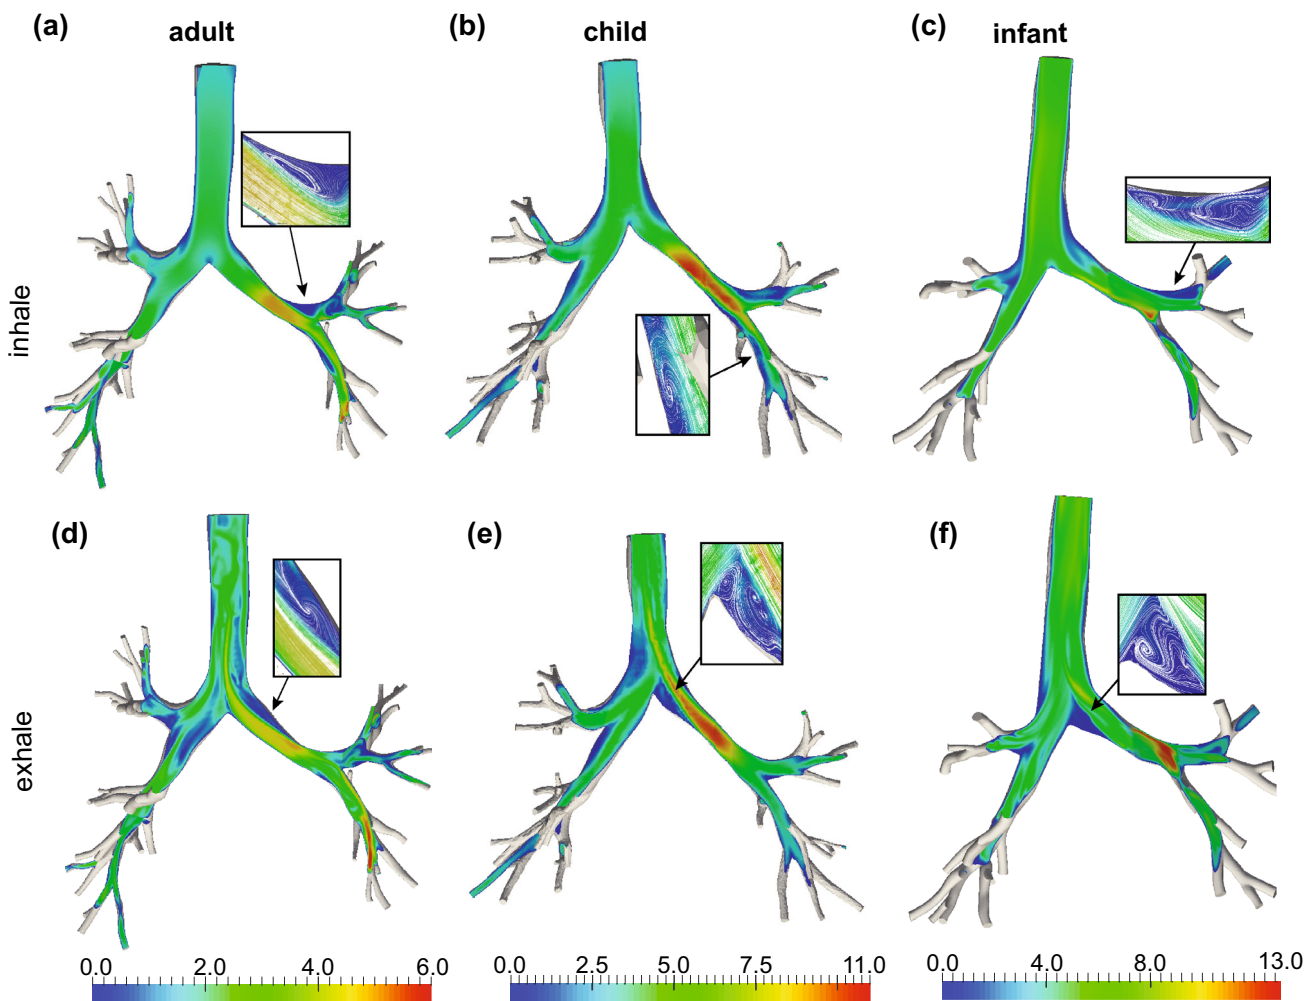 (a) adult (b) child (c) infant
inhale
(d) (e) (f)
exhale
0.0 2.0 4.0 6.0 0.0 2.5 5.0 7.5 11.0 0.0 4.0 8.0 13.0